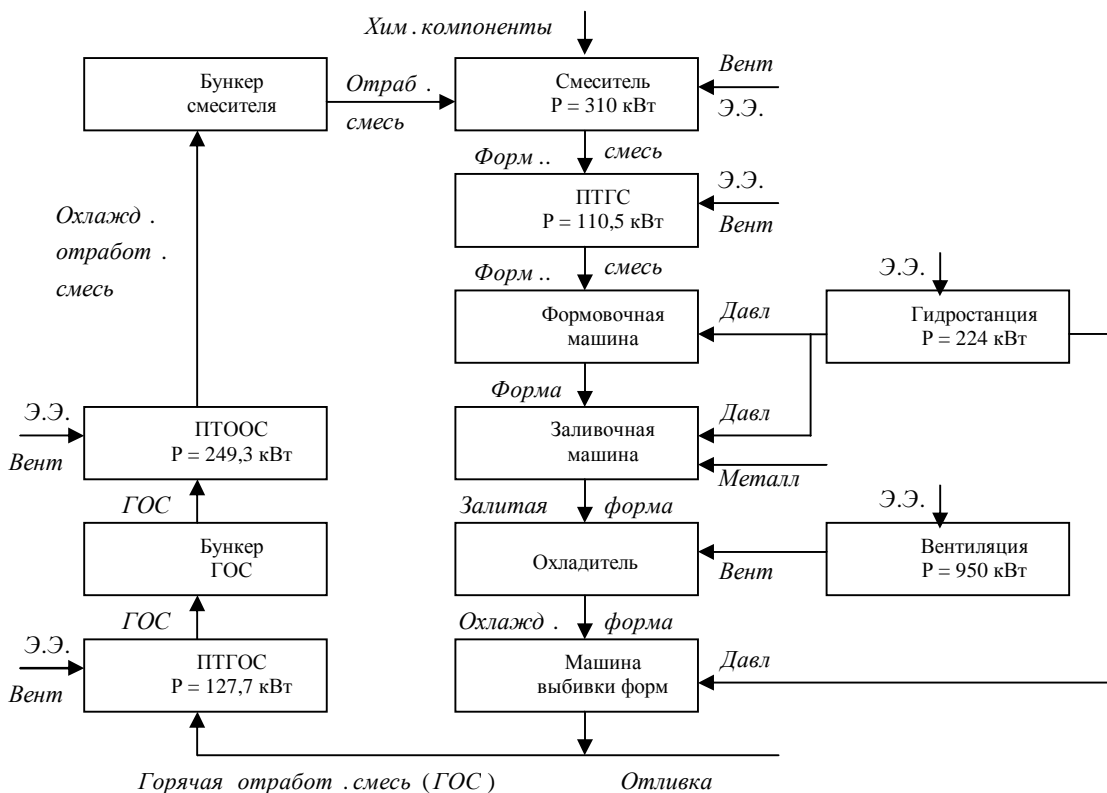 Хим. компоненты
Бункер
смесителя
Отраб .
смесь
Смеситель
P = 310 кВт
Вент
Э.Э.
Форм ..
смесь
ПТГС
P = 110,5 кВт
Э.Э.
Вент
Охлажд .
отработ .
смесь
Форм ..
смесь
Э.Э.
Формовочная
машина
Давл
Гидростанция
P = 224 кВт
Форма
Э.Э.
Вент
ПТООС
P = 249,3 кВт
Заливочная
машина
Давл
Металл
ГОС
Залитая форма
Э.Э.
Бункер
ГОС
Охладитель
Вент
Вентиляция
P = 950 кВт
ГОС
Охлажд . форма
Э.Э.
Вент
ПТГОС
P = 127,7 кВт
Машина
выбивки форм
Давл
Горячая отработ .смесь (ГОС )
Отливка